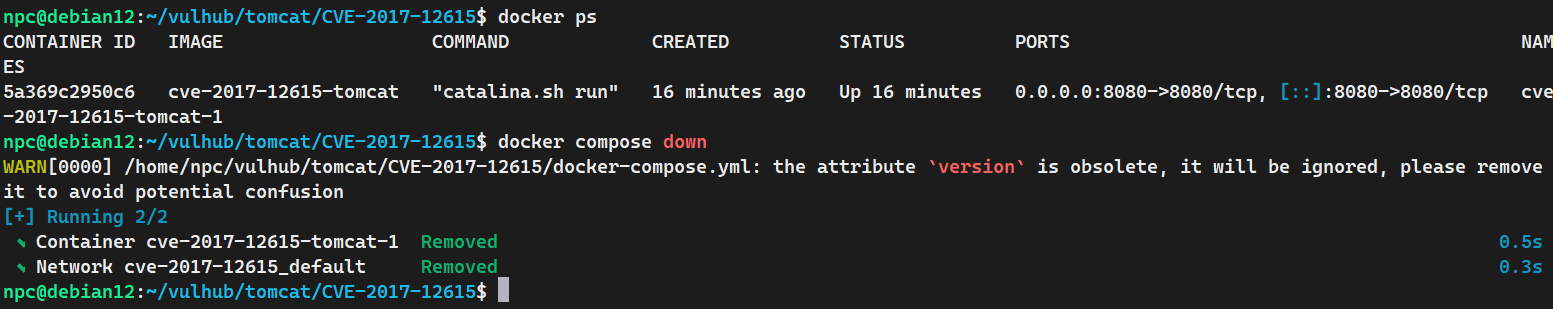 npc@debian12:~/vulhub/tomcat/CVE-2017-12615$ docker ps
CONTAINER ID   IMAGE                   COMMAND             CREATED          STATUS          PORTS                                         NAM
ES
5a369c2950c6   cve-2017-12615-tomcat   "catalina.sh run"   16 minutes ago   Up 16 minutes   0.0.0.0:8080->8080/tcp, [::]:8080->8080/tcp   cve
-2017-12615-tomcat-1
npc@debian12:~/vulhub/tomcat/CVE-2017-12615$ docker compose down
WARN[0000] /home/npc/vulhub/tomcat/CVE-2017-12615/docker-compose.yml: the attribute `version` is obsolete, it will be ignored, please remove
it to avoid potential confusion
[+] Running 2/2
 ✔ Container cve-2017-12615-tomcat-1  Removed                                                                                         0.5s
 ✔ Network cve-2017-12615_default     Removed                                                                                         0.3s
npc@debian12:~/vulhub/tomcat/CVE-2017-12615$